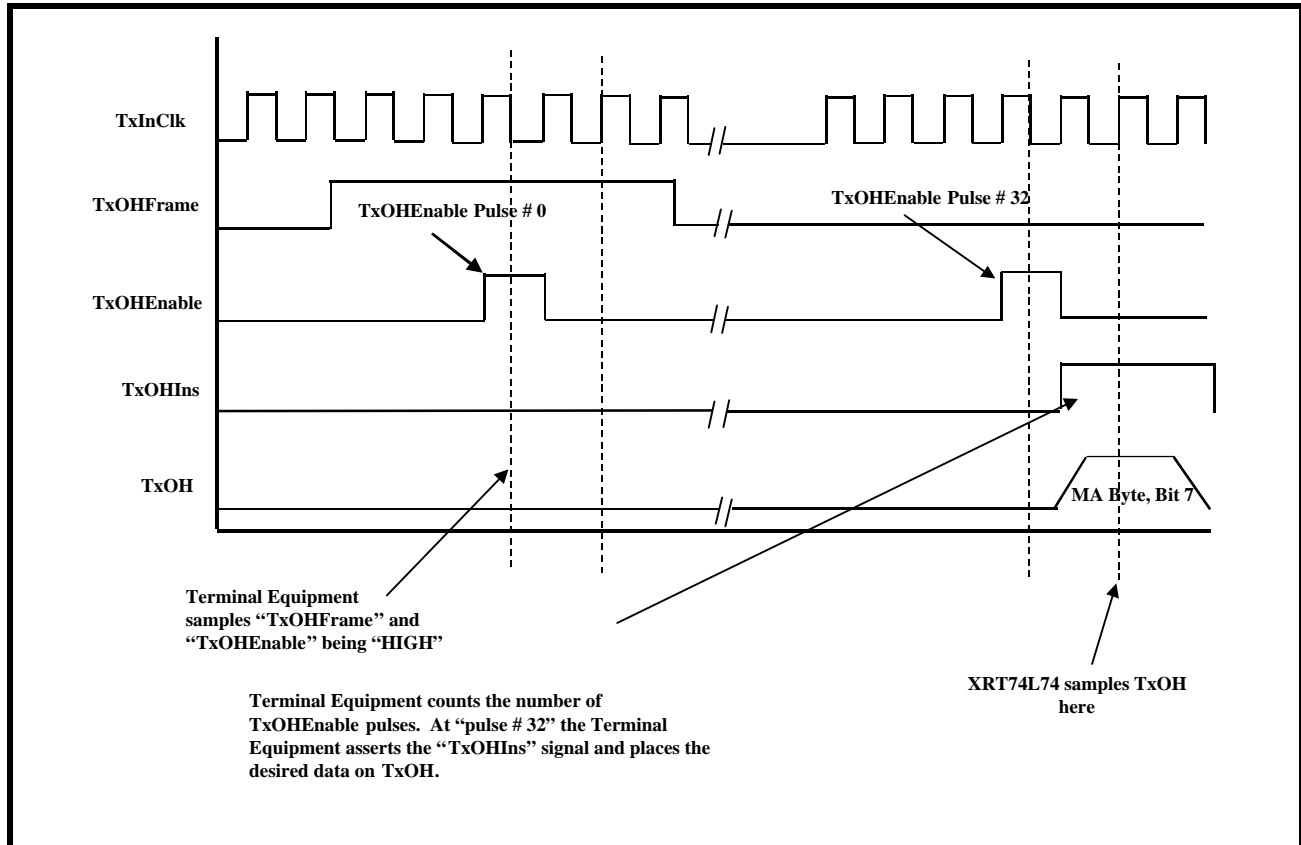 TxInClk
TxOHFrame
TxOHEnable Pulse # 0
TxOHEnable Pulse # 32
TxOHEnable
TxOHIns
TxOH
MA Byte, Bit 7
Terminal Equipment
samples “TxOHFrame” and
“TxOHEnable” being “HIGH”
XRT74L74 samples TxOH
here
Terminal Equipment counts the number of
TxOHEnable pulses. At “pulse # 32” the Terminal
Equipment asserts the “TxOHIns” signal and places the
desired data on TxOH.